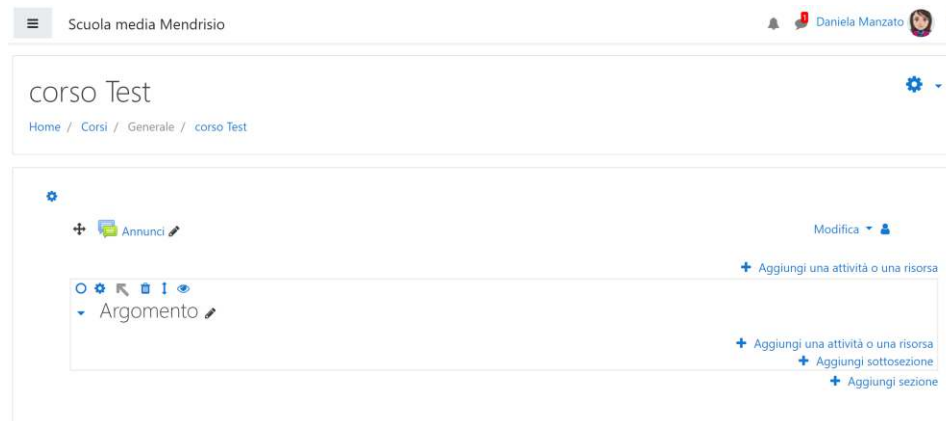 Scuola media Mendrisio
1 Daniela Manzato
corso Test
Home / Corsi / Generale / corso Test
Annunci
Modifica
Aggiungi una attività o una risorsa
Argomento
Aggiungi una attività o una risorsa
Aggiungi sottosezione
Aggiungi sezione